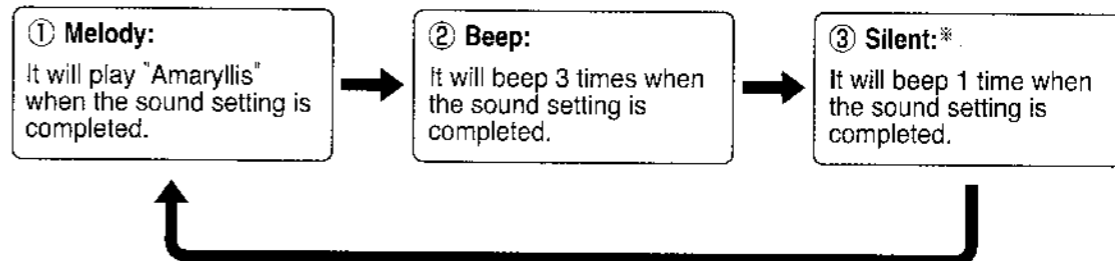 ① Melody:
It will play "Amaryllis"
when the sound setting is
completed.
② Beep:
It will beep 3 times when
the sound setting is
completed.
③ Silent:※
It will beep 1 time when
the sound setting is
completed.